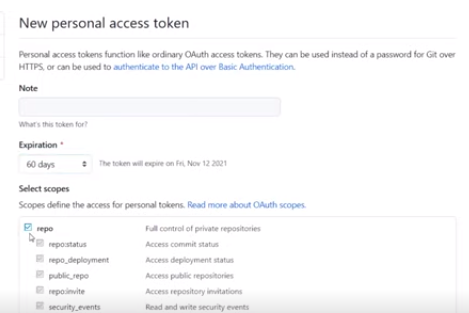 New personal access token
Personal access tokens function like ordinary OAuth access tokens. They can be used instead of a password for Git over
HTTPS, or can be used to authenticate to the API over Basic Authentication.
Note
What's this token for?
Expiration *
60 days The token will expire on Fri, Nov 12 2021
Select scopes
Scopes define the access for personal tokens. Read more about OAuth scopes.
repo Full control of private repositories
repo:status Access commit status
repo_deployment Access deployment status
public_repo Access public repositories
repo:invite Access repository invitations
security_events Read and write security events